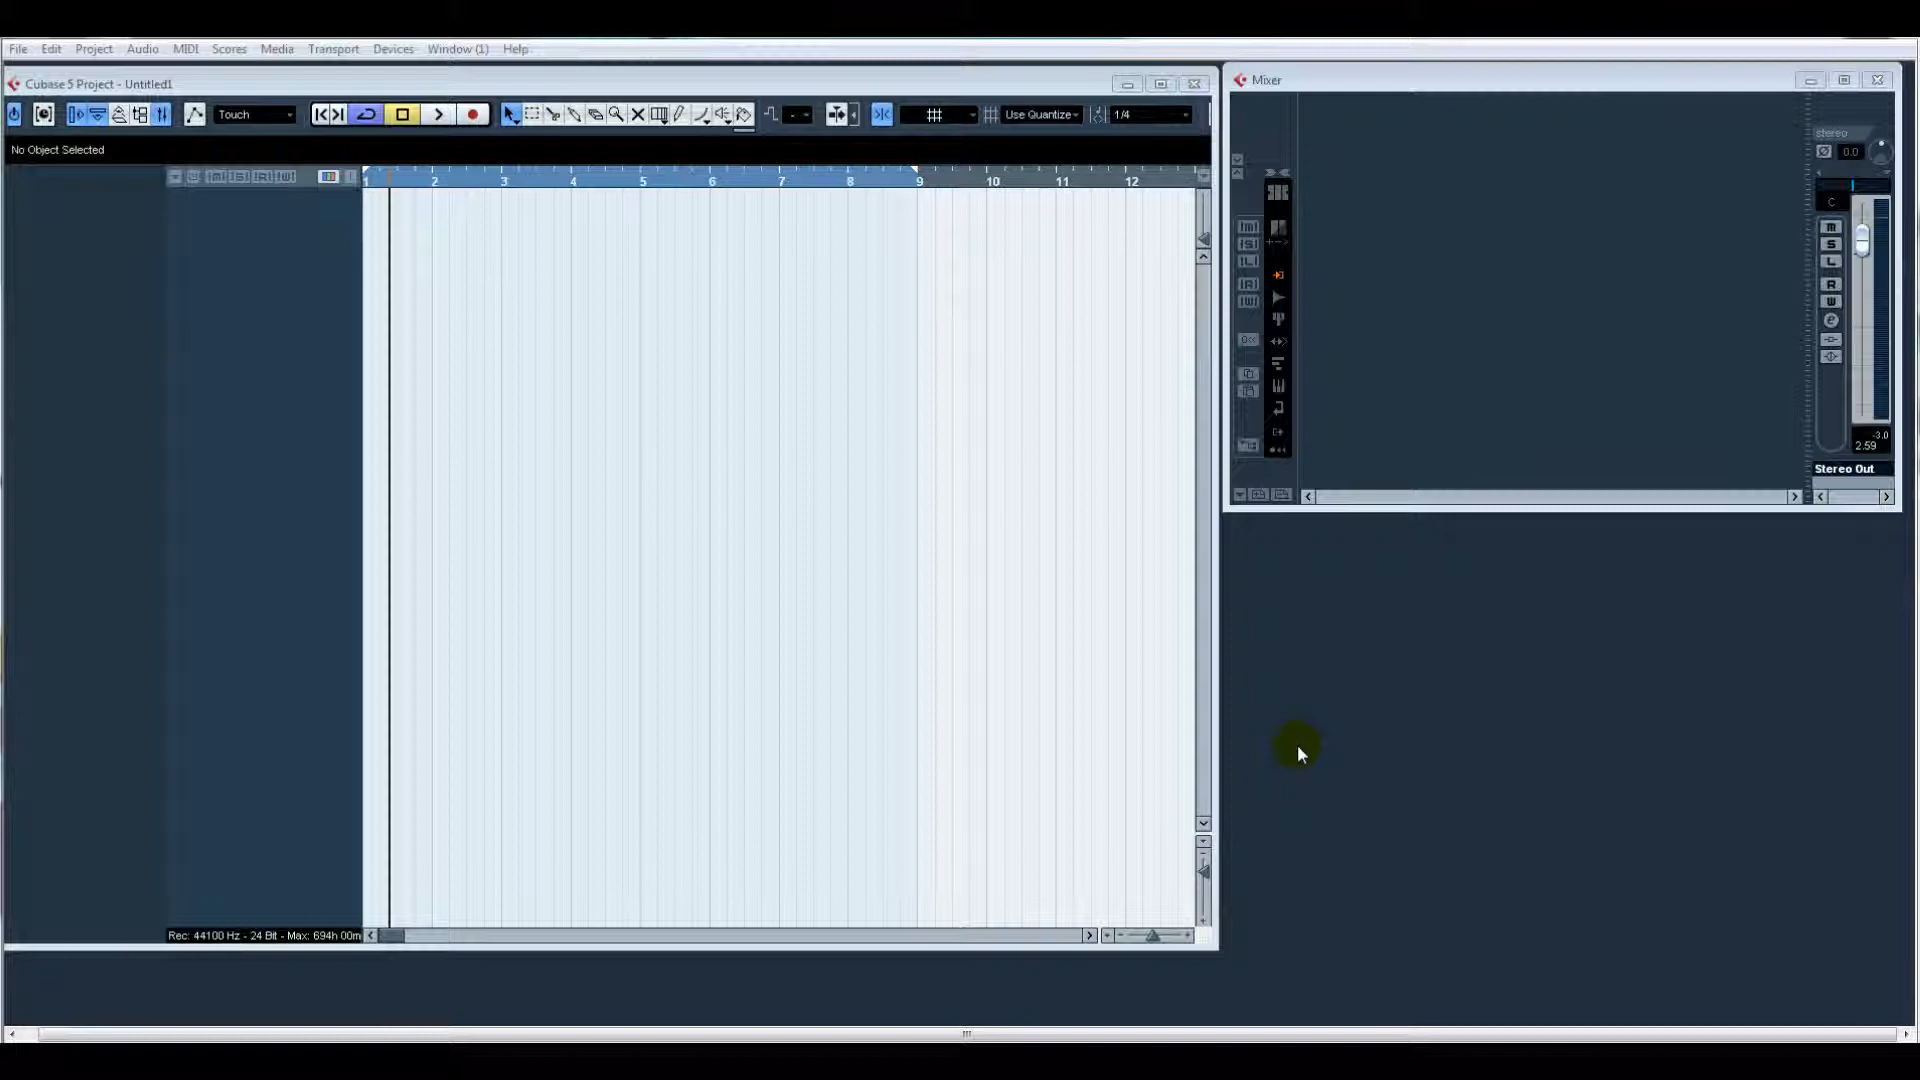 File Edit Project Audio MIDI Scores Media Transport Devices Window (1) Help
Cubase 5 Project - Untitled1
Mixer
Touch
Use Quantize
1/4
No Object Selected
stereo
0.0
1 2 3 4 5 6 7 8 9 10 11 12
C
M
S
L
R
W
e
-3.0
2.59
Stereo Out
Rec: 44100 Hz - 24 Bit - Max: 694h 00m